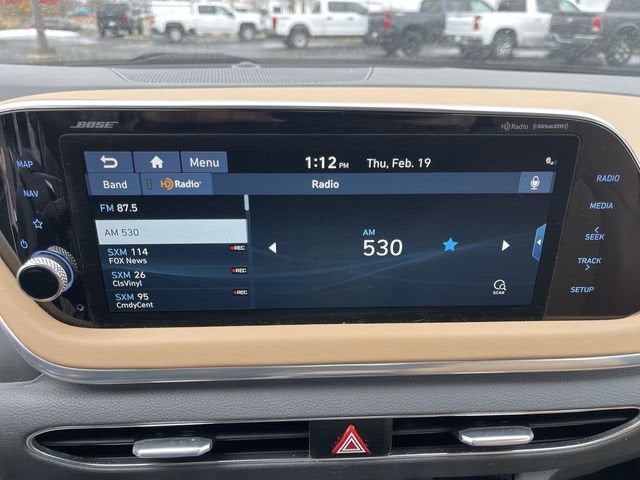 BOSE
HD Radio SiriusXM
MAP
NAV
Menu 1:12 PM Thu, Feb. 19
Band HD Radio Radio
FM 87.5
AM 530
SXM 114 REC
FOX News
SXM 26 REC
ClsVinyl
SXM 95 REC
CmdyCent
AM
530
SCAN
RADIO
MEDIA
SEEK
TRACK
SETUP